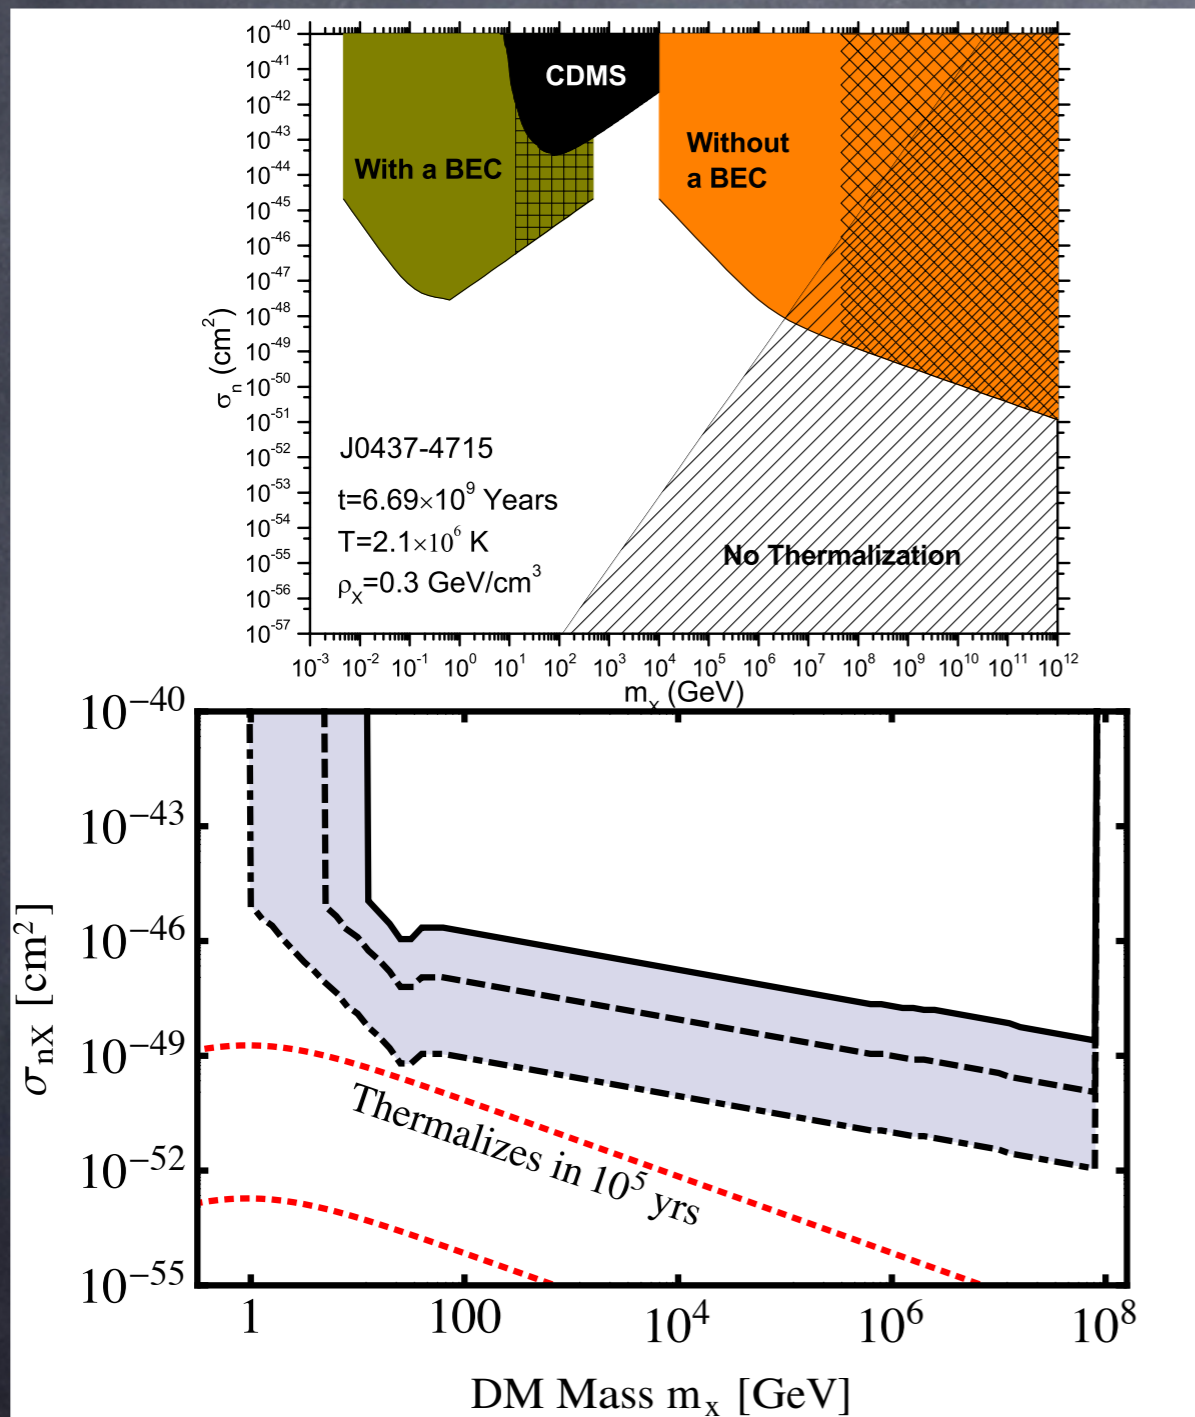 10⁻⁴⁰
10⁻⁴¹
10⁻⁴²
10⁻⁴³
10⁻⁴⁴
10⁻⁴⁵
10⁻⁴⁶
10⁻⁴⁷
10⁻⁴⁸
10⁻⁴⁹
10⁻⁵⁰
10⁻⁵¹
10⁻⁵²
10⁻⁵³
10⁻⁵⁴
10⁻⁵⁵
10⁻⁵⁶
10⁻⁵⁷
σₙ (cm²)
CDMS
With a BEC
Without
a BEC
J0437-4715
t=6.69×10⁹ Years
T=2.1×10⁶ K
ρ_X=0.3 GeV/cm³
No Thermalization
10⁻³ 10⁻² 10⁻¹ 10⁰ 10¹ 10² 10³ 10⁴ 10⁵ 10⁶ 10⁷ 10⁸ 10⁹ 10¹⁰ 10¹¹ 10¹²
mₓ (GeV)
10⁻⁴⁰
10⁻⁴³
10⁻⁴⁶
10⁻⁴⁹
10⁻⁵²
10⁻⁵⁵
σₙX [cm²]
Thermalizes in 10⁵ yrs
1 100 10⁴ 10⁶ 10⁸
DM Mass mₓ [GeV]